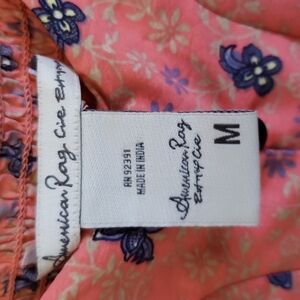 American Rag Cie
American Rag
Cie
M
RN 92391
MADE IN INDIA